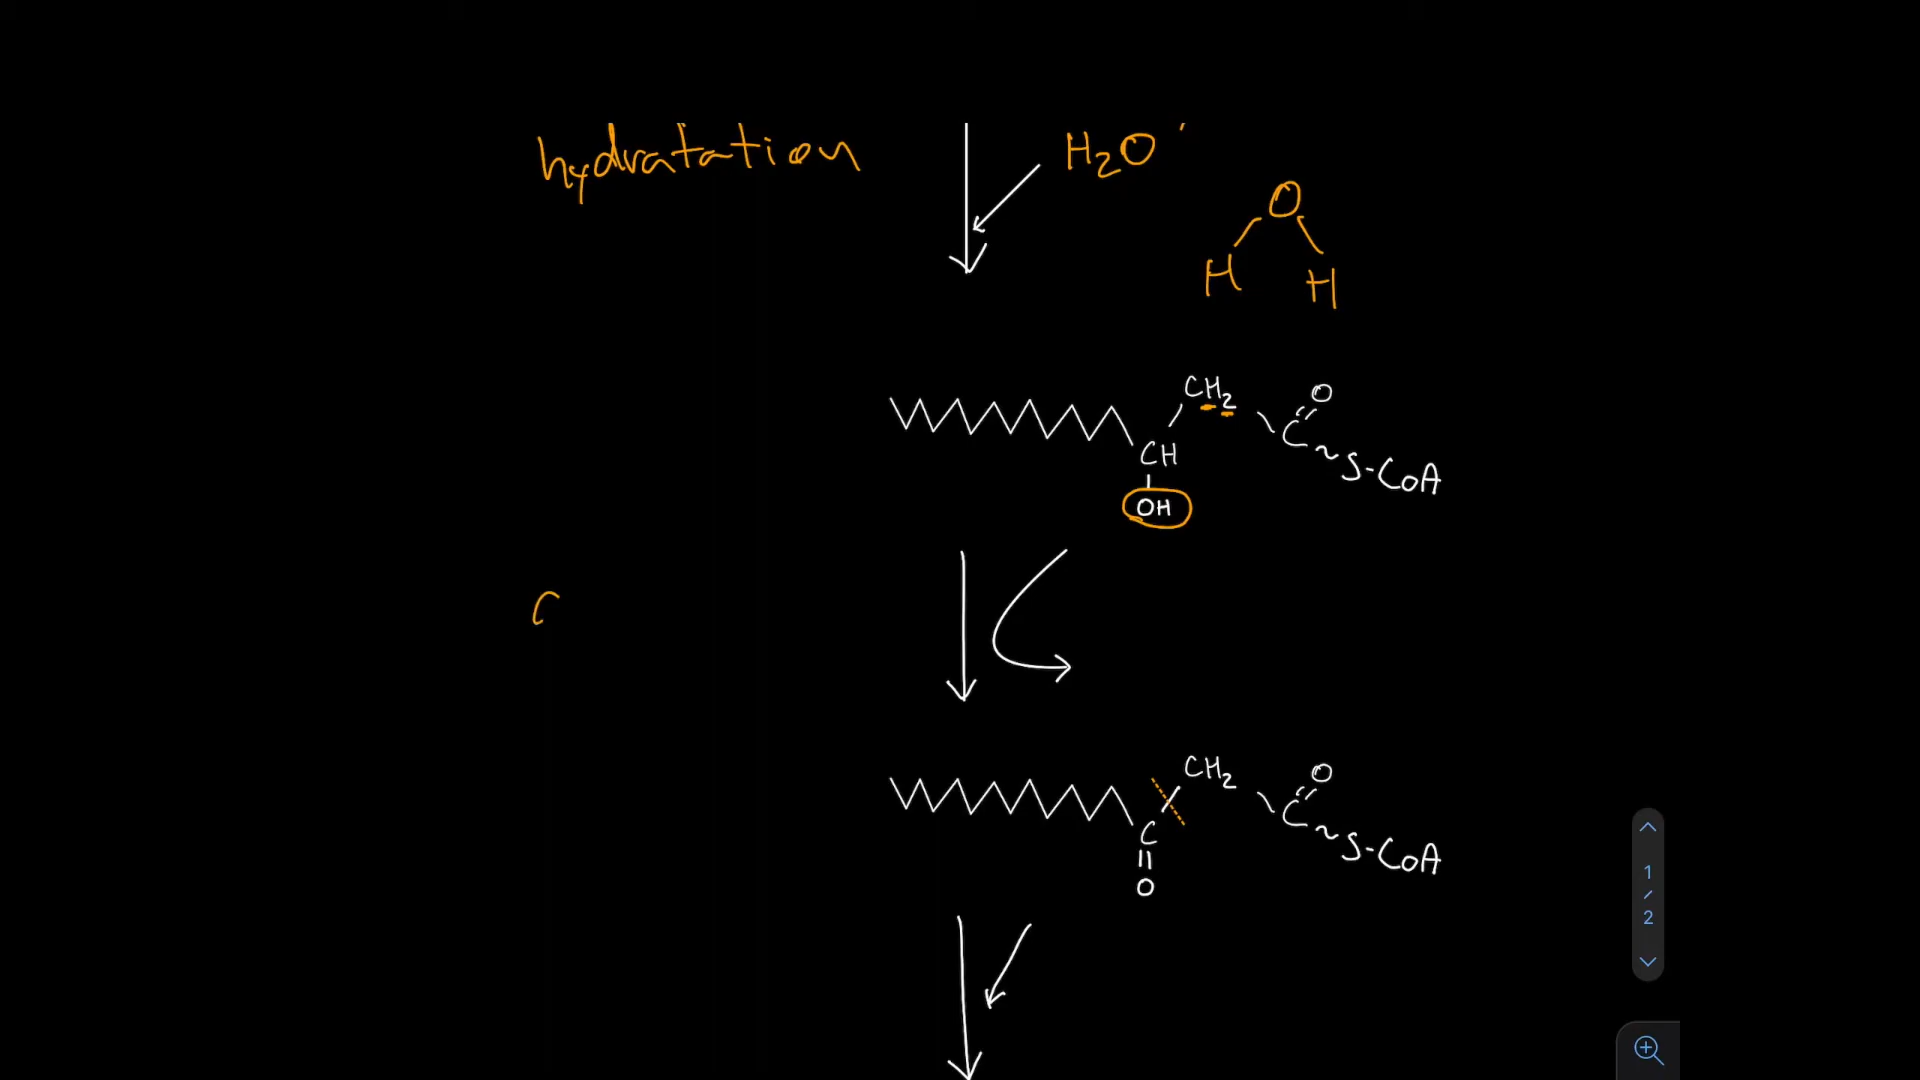 hydratation
H2O
O
H H
CH2 O
C
CH
S-CoA
OH
CH2 O
C
C
S-CoA
O
1
/
2